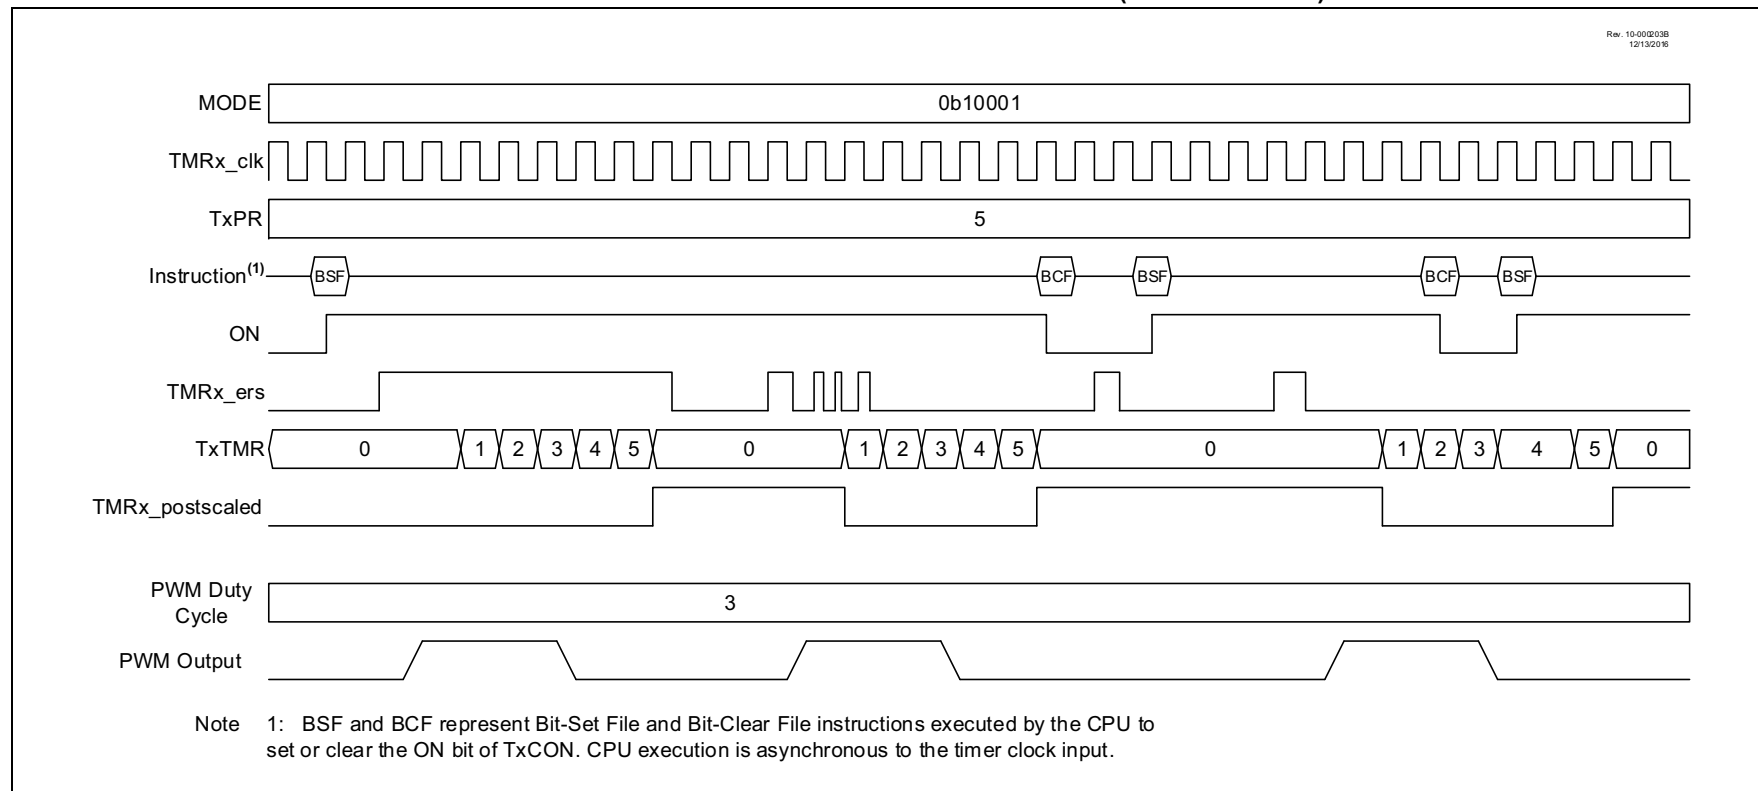 Rev. 10-000203B
12/13/2016
MODE 0b10001
TMRx_clk
TxPR 5
Instruction(1) BSF BCF BSF BCF BSF
ON
TMRx_ers
TxTMR 0 1 2 3 4 5 0 1 2 3 4 5 0 1 2 3 4 5 0
TMRx_postscaled
PWM Duty
Cycle 3
PWM Output
Note 1: BSF and BCF represent Bit-Set File and Bit-Clear File instructions executed by the CPU to
set or clear the ON bit of TxCON. CPU execution is asynchronous to the timer clock input.